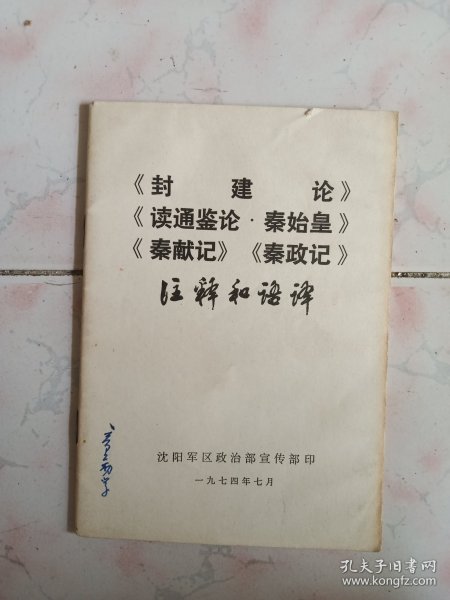 《封建论》
《读通鉴论·秦始皇》
《秦献记》《秦政记》
注释和语译
沈阳军区政治部宣传部印
一九七四年七月
孔夫子旧书网
www.kongfz.com